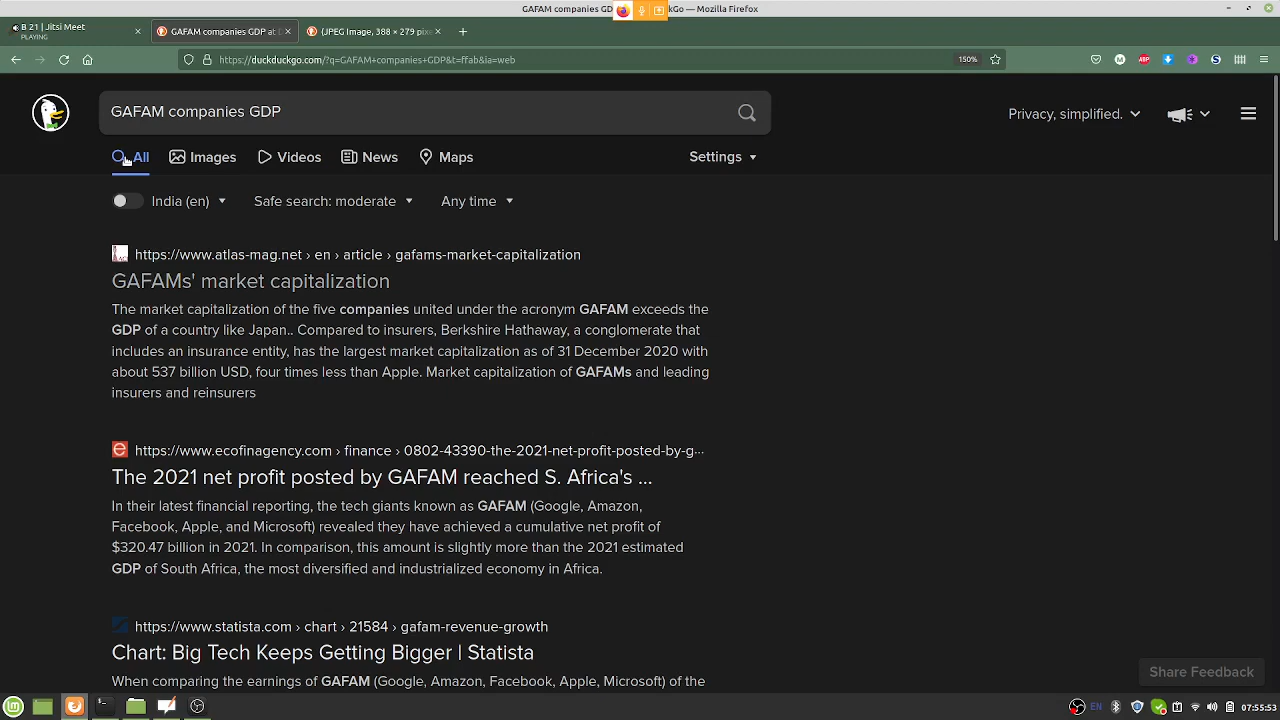 GAFAM companies GD
kGo — Mozilla Firefox
B 21 | Jitsi Meet
PLAYING
GAFAM companies GDP at
(JPEG Image, 388 × 279 pixe
https://duckduckgo.com/?q=GAFAM+companies+GDP&t=ffab&ia=web
150%
GAFAM companies GDP
Privacy, simplified.
All
Images
Videos
News
Maps
Settings
India (en)
Safe search: moderate
Any time
https://www.atlas-mag.net › en › article › gafams-market-capitalization
GAFAMs' market capitalization
The market capitalization of the five companies united under the acronym GAFAM exceeds the
GDP of a country like Japan.. Compared to insurers, Berkshire Hathaway, a conglomerate that
includes an insurance entity, has the largest market capitalization as of 31 December 2020 with
about 537 billion USD, four times less than Apple. Market capitalization of GAFAMs and leading
insurers and reinsurers
https://www.ecofinagency.com › finance › 0802-43390-the-2021-net-profit-posted-by-g···
The 2021 net profit posted by GAFAM reached S. Africa's ...
In their latest financial reporting, the tech giants known as GAFAM (Google, Amazon,
Facebook, Apple, and Microsoft) revealed they have achieved a cumulative net profit of
$320.47 billion in 2021. In comparison, this amount is slightly more than the 2021 estimated
GDP of South Africa, the most diversified and industrialized economy in Africa.
https://www.statista.com › chart › 21584 › gafam-revenue-growth
Chart: Big Tech Keeps Getting Bigger | Statista
When comparing the earnings of GAFAM (Google, Amazon, Facebook, Apple, Microsoft) of the
Share Feedback
EN
07:55:53